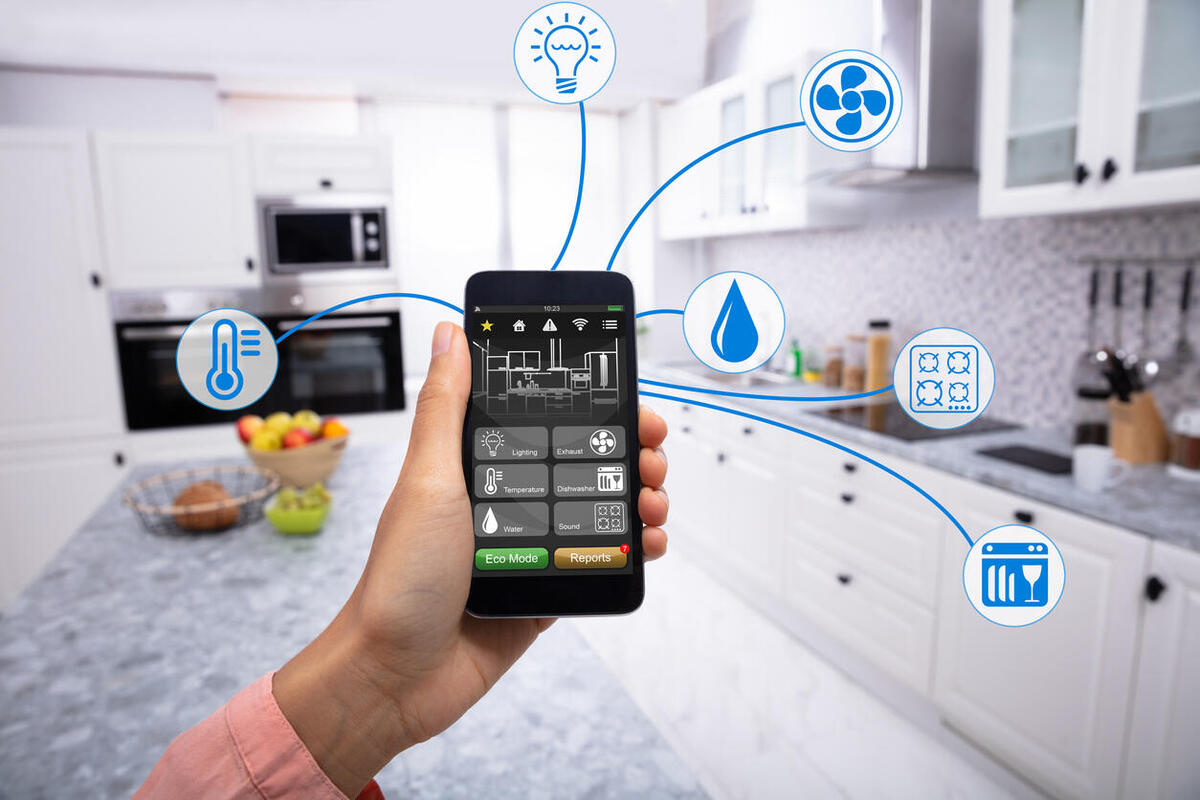 10:23
Lighting
Exhaust
Temperature
Dishwasher
Water
Sound
Eco Mode
Reports
7